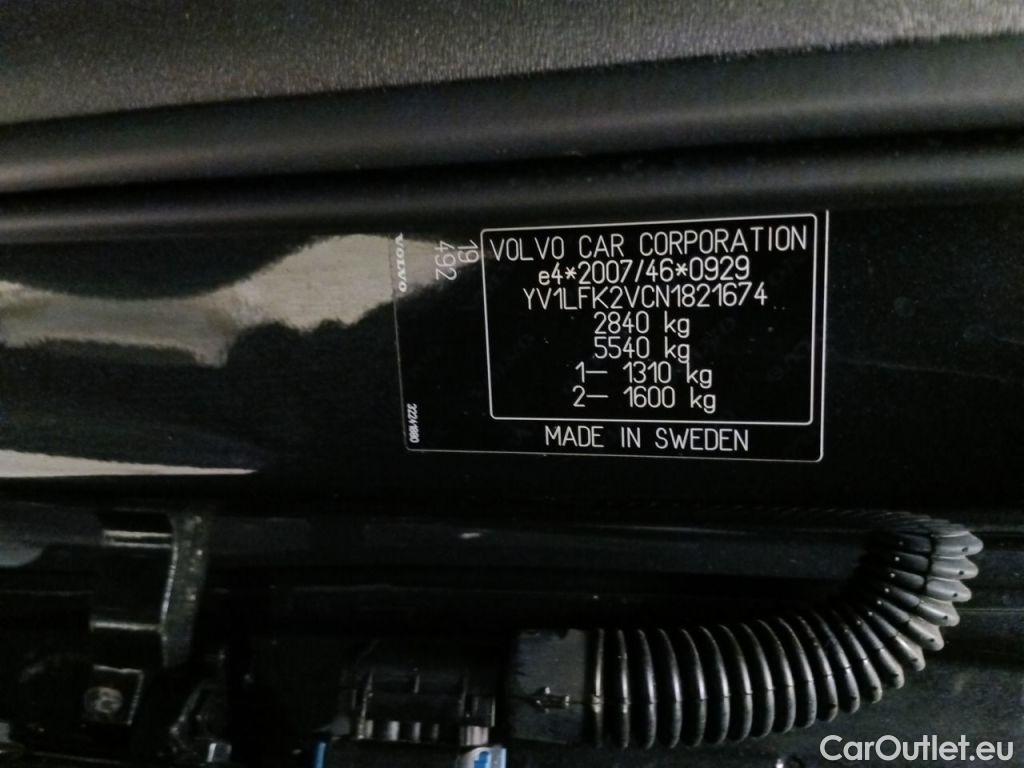 VOLVO
19
492
VOLVO CAR CORPORATION
e4*2007/46*0929
YV1LFK2VCN1821674
2840 kg
5540 kg
1— 1310 kg
2— 1600 kg
MADE IN SWEDEN
CarOutlet.eu